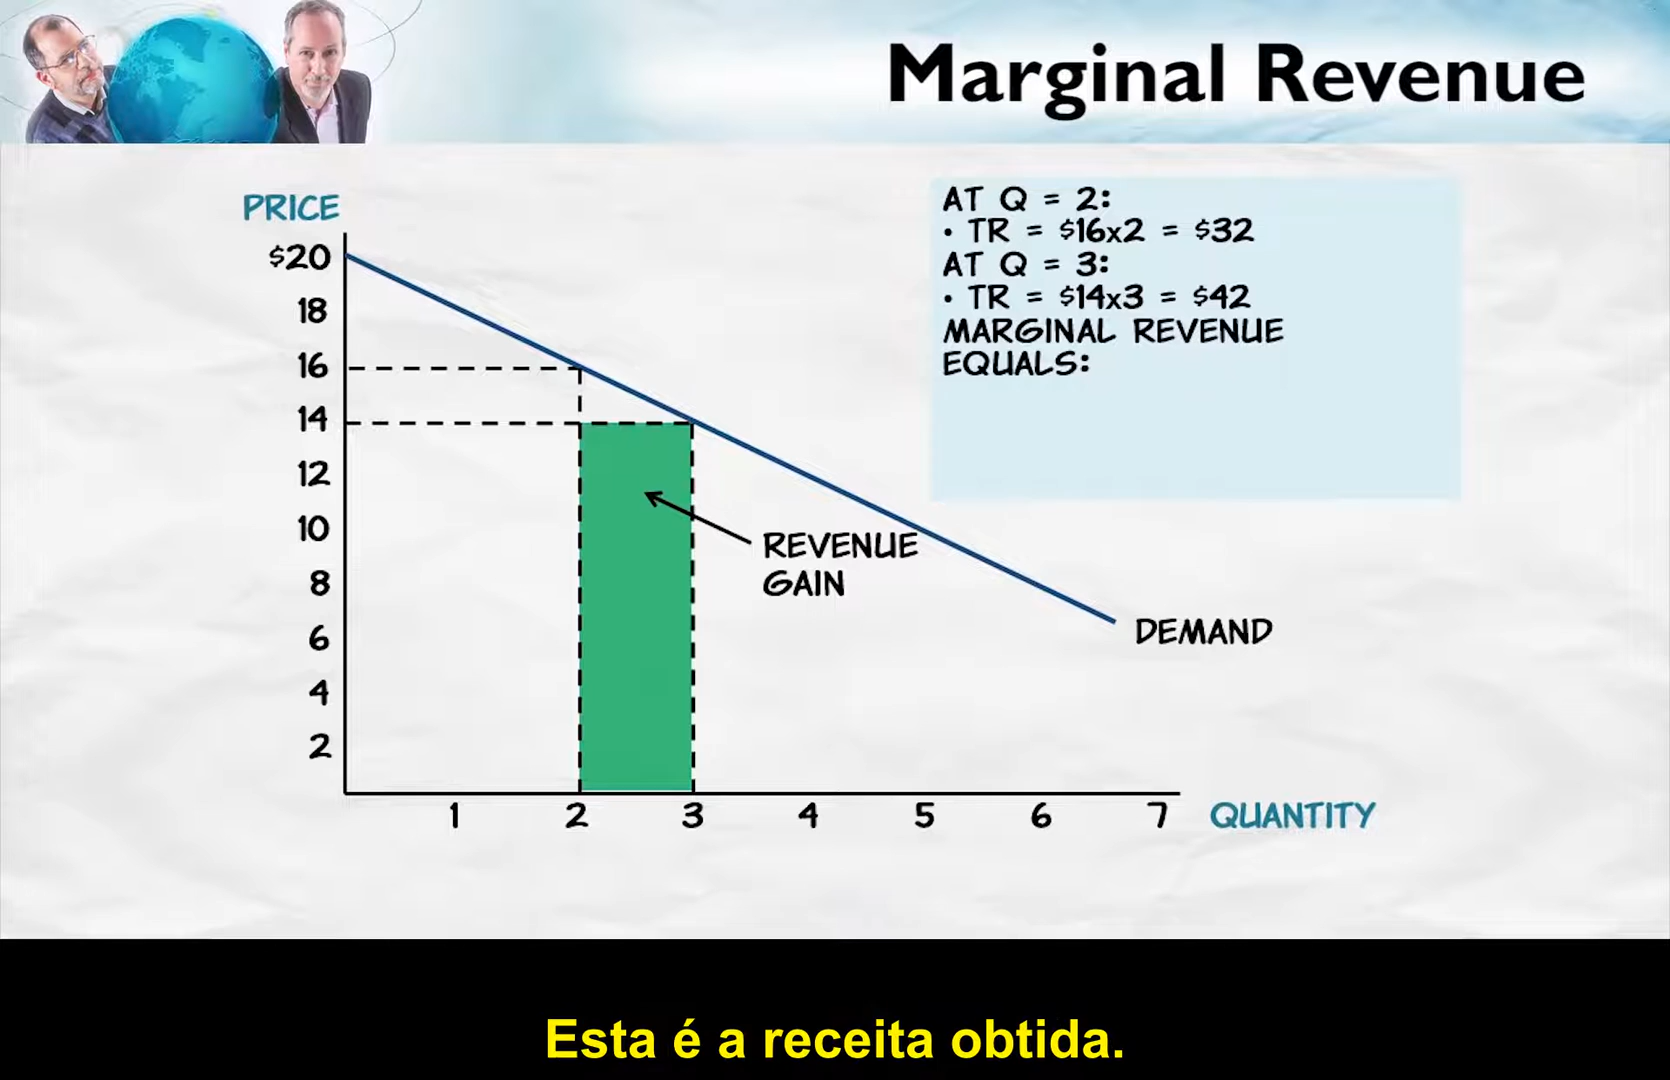 Marginal Revenue
PRICE
$20
18
16
14
12
10
8
6
4
2
AT Q = 2:
• TR = $16x2 = $32
AT Q = 3:
• TR = $14x3 = $42
MARGINAL REVENUE
EQUALS:
REVENUE
GAIN
DEMAND
1 2 3 4 5 6 7 QUANTITY
Esta é a receita obtida.